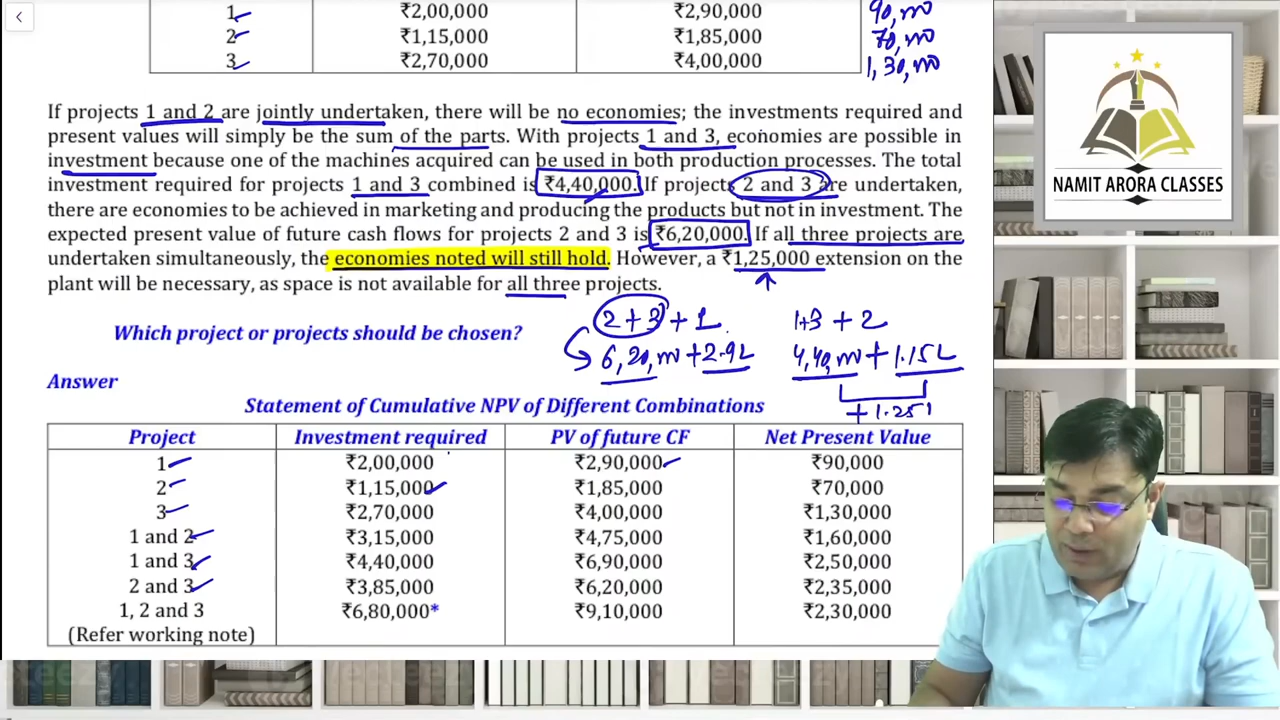 1 ₹2,00,000 ₹2,90,000 90,000
2 ₹1,15,000 ₹1,85,000 70,000
3 ₹2,70,000 ₹4,00,000 1,30,000
If projects 1 and 2 are jointly undertaken, there will be no economies; the investments required and
present values will simply be the sum of the parts. With projects 1 and 3, economies are possible in
investment because one of the machines acquired can be used in both production processes. The total
investment required for projects 1 and 3 combined is ₹4,40,000. If projects 2 and 3 are undertaken,
there are economies to be achieved in marketing and producing the products but not in investment. The
expected present value of future cash flows for projects 2 and 3 is ₹6,20,000. If all three projects are
undertaken simultaneously, the economies noted will still hold. However, a ₹1,25,000 extension on the
plant will be necessary, as space is not available for all three projects.
2+3 + 1 1+3 + 2
Which project or projects should be chosen?
6,20,000 + 2.9L 4,40,000 + 1.15L
Answer
+1.25L
Statement of Cumulative NPV of Different Combinations
Project Investment required PV of future CF Net Present Value
1 ₹2,00,000 ₹2,90,000 ₹90,000
2 ₹1,15,000 ₹1,85,000 ₹70,000
3 ₹2,70,000 ₹4,00,000 ₹1,30,000
1 and 2 ₹3,15,000 ₹4,75,000 ₹1,60,000
1 and 3 ₹4,40,000 ₹6,90,000 ₹2,50,000
2 and 3 ₹3,85,000 ₹6,20,000 ₹2,35,000
1, 2 and 3 ₹6,80,000* ₹9,10,000 ₹2,30,000
(Refer working note)
NAMIT ARORA CLASSES